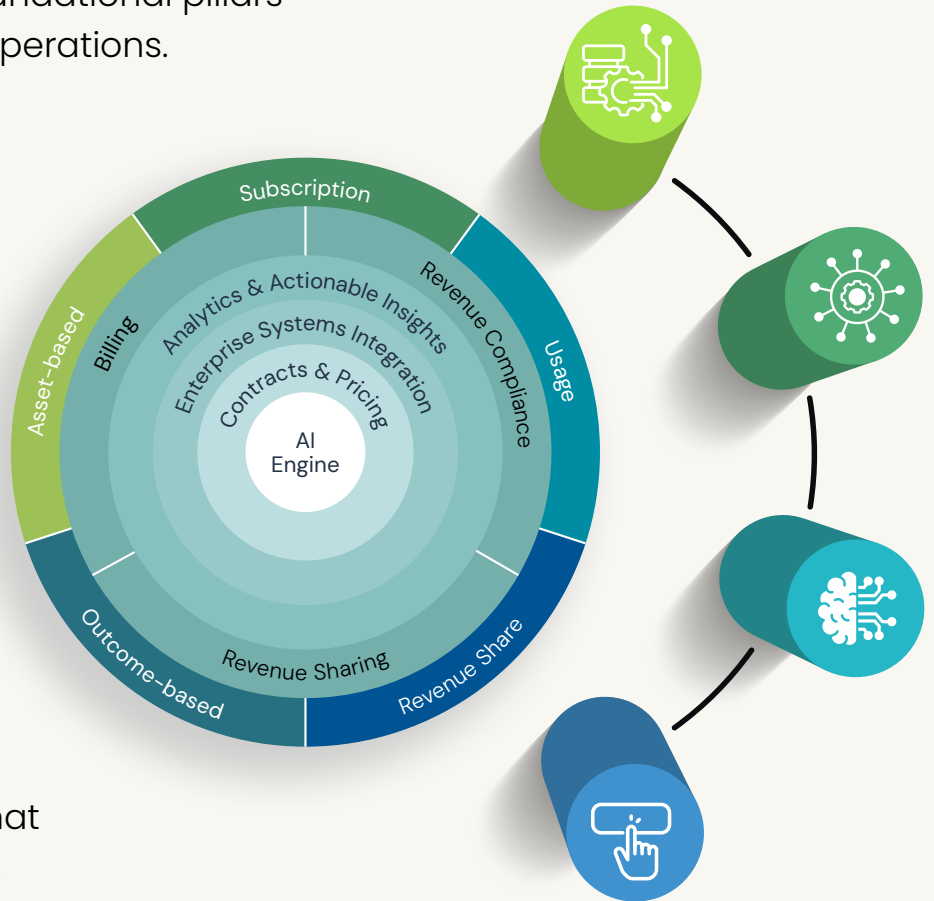 pillars
perations.
Subscription
Asset-based
Usage
Billing
Revenue Compliance
Analytics & Actionable Insights
Enterprise Systems Integration
Contracts & Pricing
AI
Engine
Revenue Sharing
Outcome-based
Revenue Share